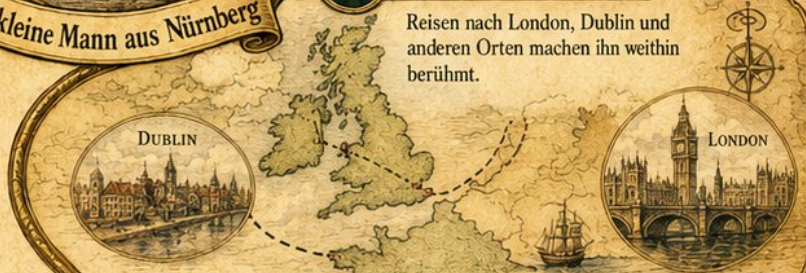 kleine Mann aus Nürnberg
Reisen nach London, Dublin und
anderen Orten machen ihn weithin
berühmt.
DUBLIN
LONDON